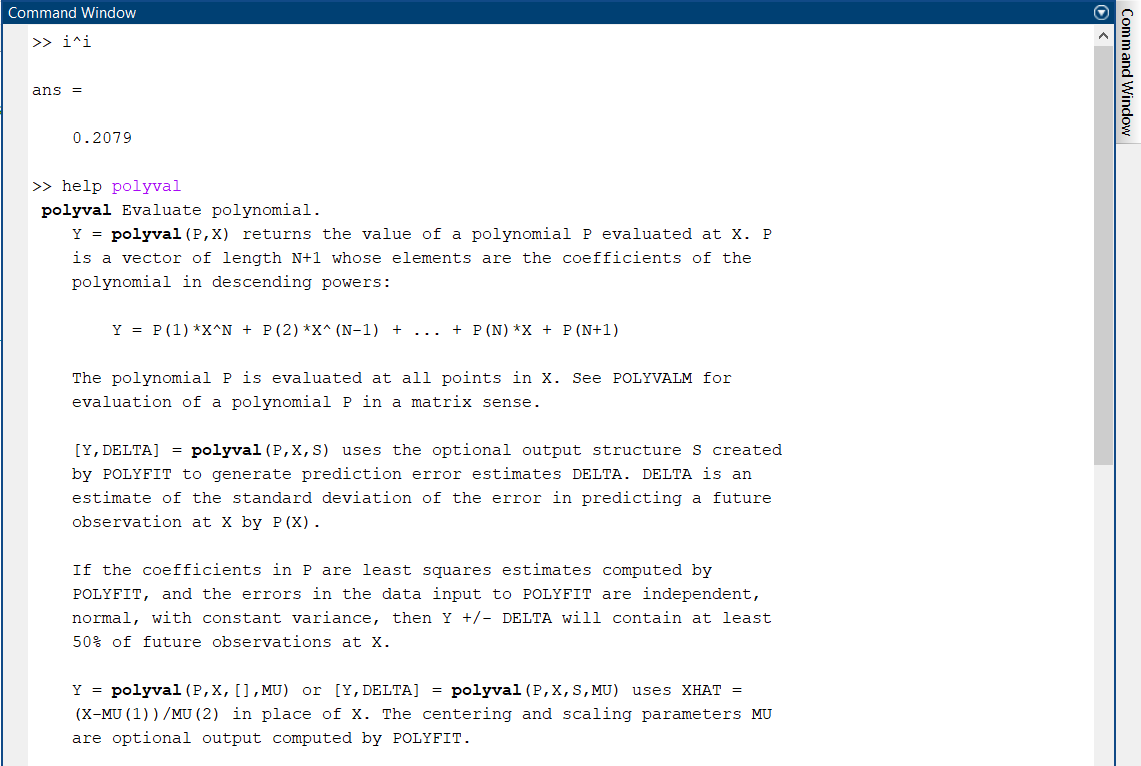 Command Window
Command Window
>> i^i
ans =
0.2079
>> help polyval
polyval Evaluate polynomial.
Y = polyval(P,X) returns the value of a polynomial P evaluated at X. P
is a vector of length N+1 whose elements are the coefficients of the
polynomial in descending powers:
Y = P(1)*X^N + P(2)*X^(N-1) + ... + P(N)*X + P(N+1)
The polynomial P is evaluated at all points in X. See POLYVALM for
evaluation of a polynomial P in a matrix sense.
[Y,DELTA] = polyval(P,X,S) uses the optional output structure S created
by POLYFIT to generate prediction error estimates DELTA. DELTA is an
estimate of the standard deviation of the error in predicting a future
observation at X by P(X).
If the coefficients in P are least squares estimates computed by
POLYFIT, and the errors in the data input to POLYFIT are independent,
normal, with constant variance, then Y +/- DELTA will contain at least
50% of future observations at X.
Y = polyval(P,X,[],MU) or [Y,DELTA] = polyval(P,X,S,MU) uses XHAT =
(X-MU(1))/MU(2) in place of X. The centering and scaling parameters MU
are optional output computed by POLYFIT.